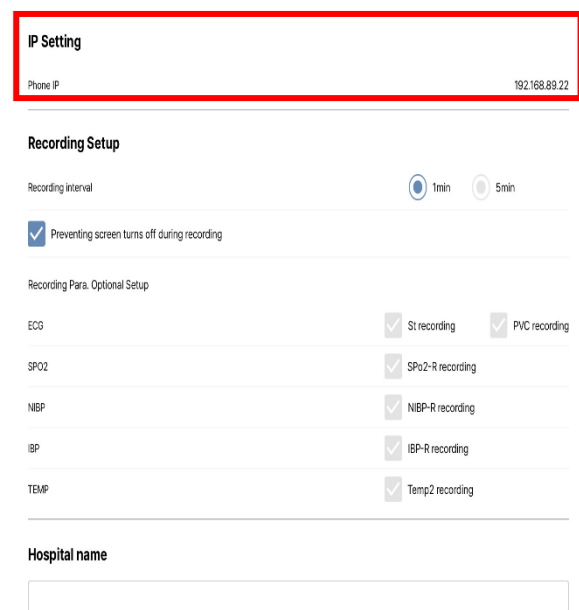 IP Setting
Phone IP 192.168.89.22
Recording Setup
Recording interval 1min 5min
Preventing screen turns off during recording
Recording Para. Optional Setup
ECG St recording PVC recording
SPO2 SPo2-R recording
NIBP NIBP-R recording
IBP IBP-R recording
TEMP Temp2 recording
Hospital name